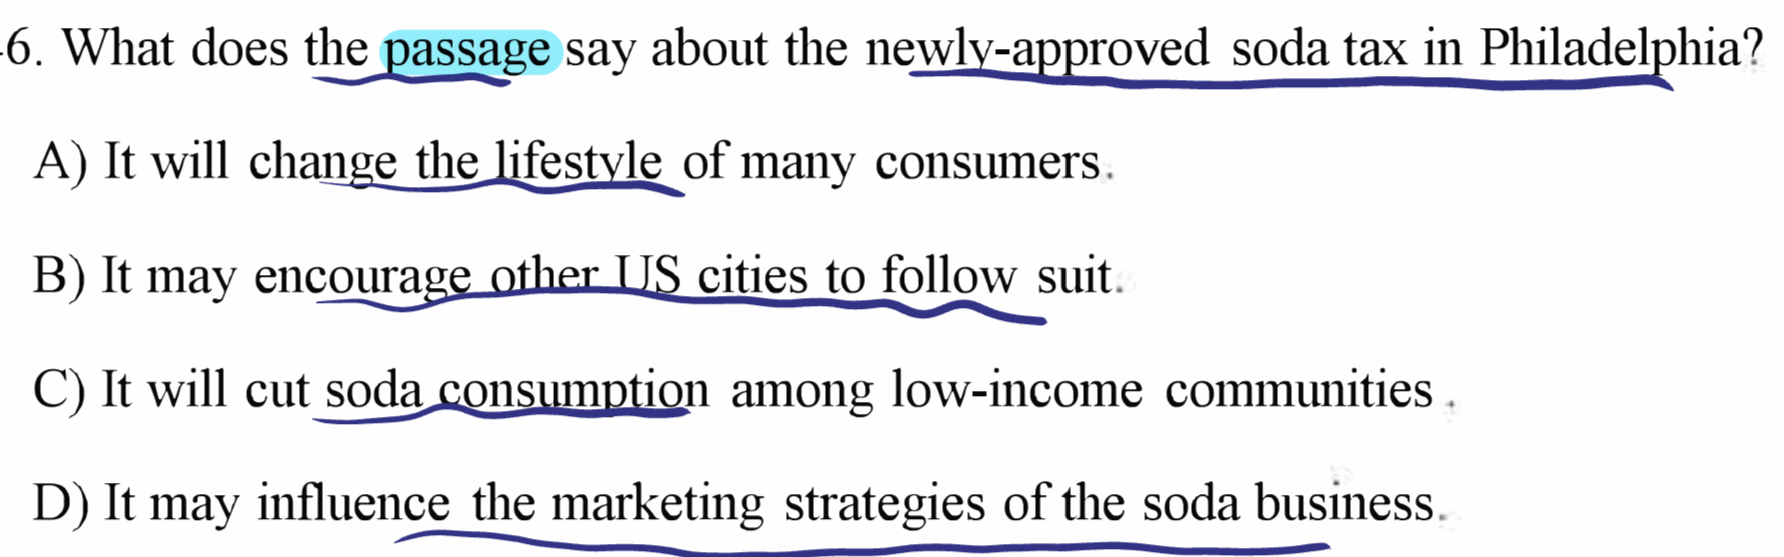 6. What does the passage say about the newly-approved soda tax in Philadelphia?
A) It will change the lifestyle of many consumers.
B) It may encourage other US cities to follow suit.
C) It will cut soda consumption among low-income communities.
D) It may influence the marketing strategies of the soda business.